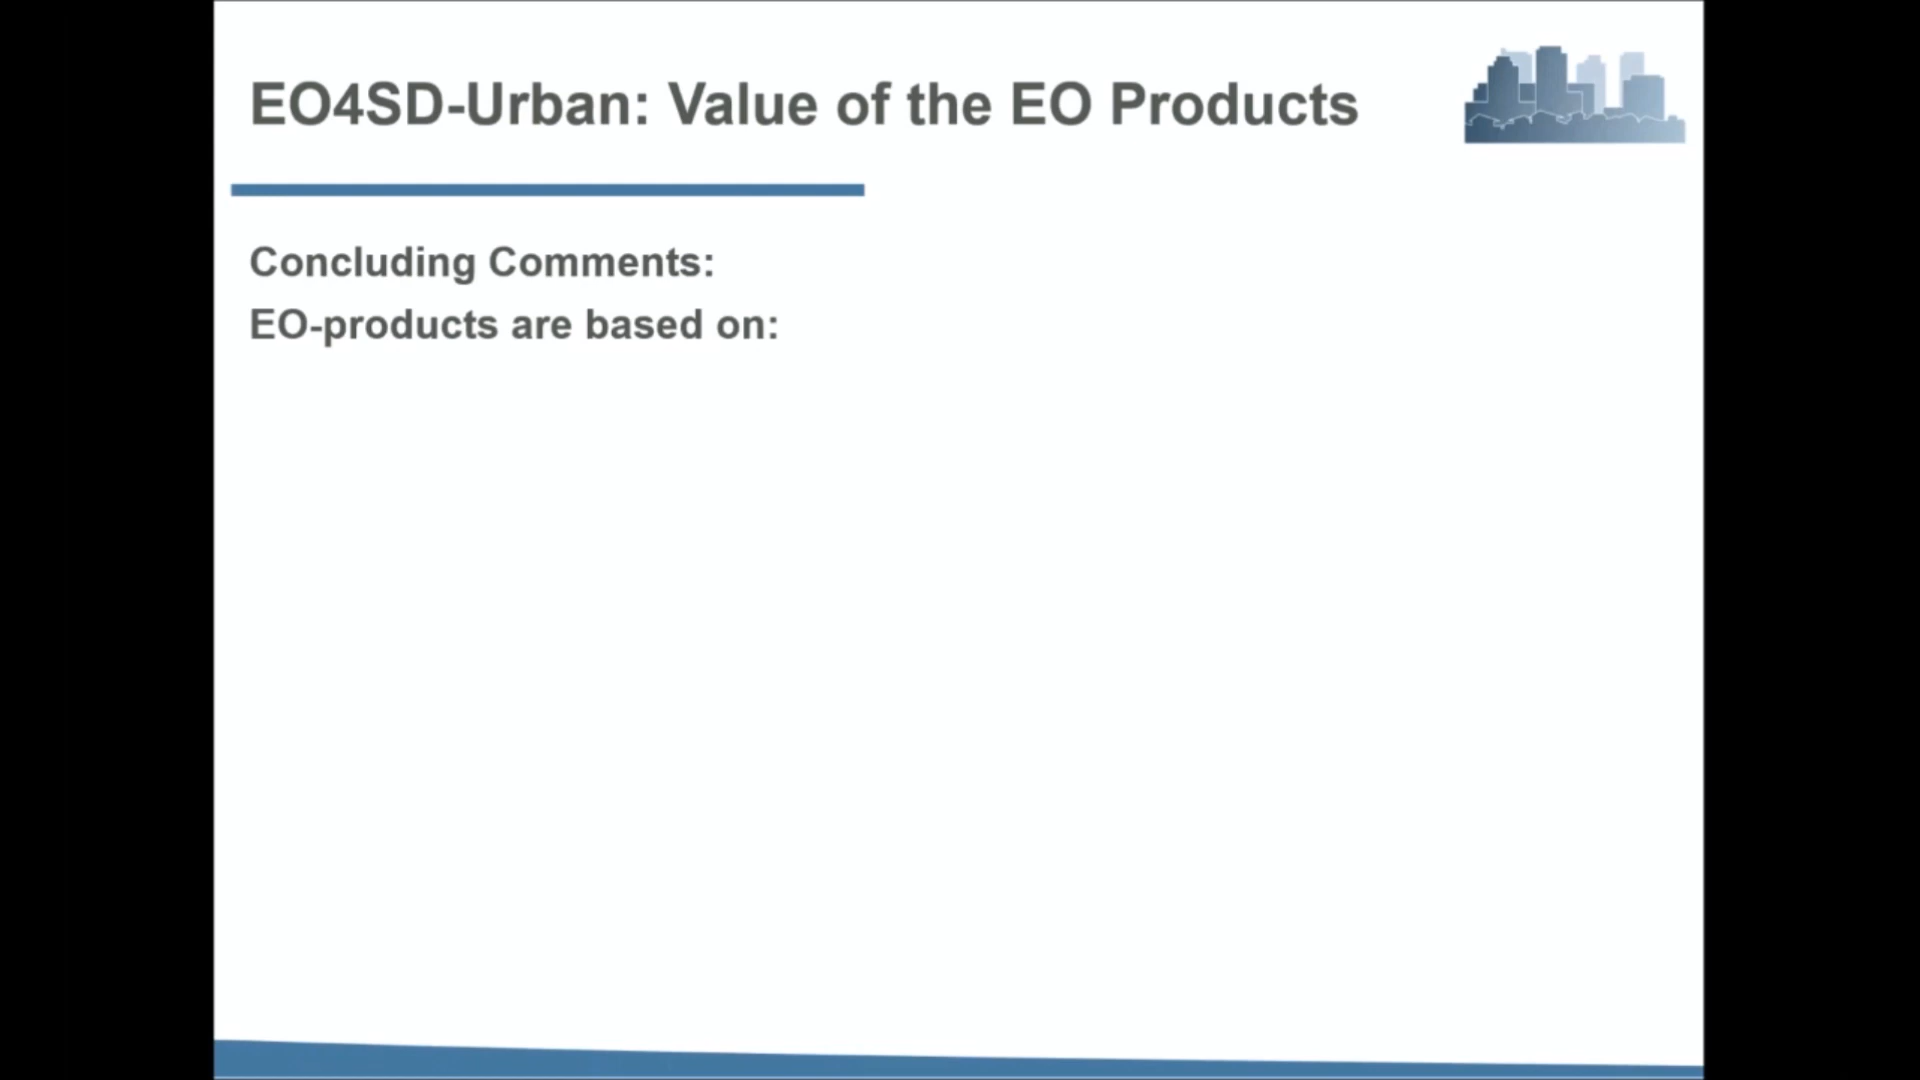 EO4SD-Urban: Value of the EO Products
Concluding Comments:
EO-products are based on: